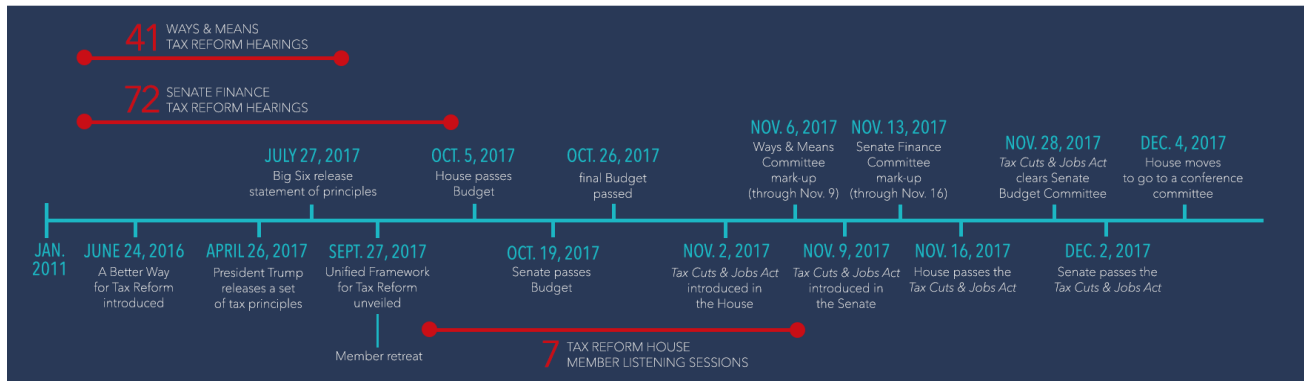 41 WAYS & MEANS
TAX REFORM HEARINGS
72 SENATE FINANCE
TAX REFORM HEARINGS
JAN.
2011
JUNE 24, 2016
A Better Way
for Tax Reform
introduced
APRIL 26, 2017
President Trump
releases a set
of tax principles
JULY 27, 2017
Big Six release
statement of principles
SEPT. 27, 2017
Unified Framework
for Tax Reform
unveiled
Member retreat
OCT. 5, 2017
House passes
Budget
OCT. 19, 2017
Senate passes
Budget
OCT. 26, 2017
final Budget
passed
NOV. 2, 2017
Tax Cuts & Jobs Act
introduced in
the House
NOV. 6, 2017
Ways & Means
Committee
mark-up
(through Nov. 9)
NOV. 9, 2017
Tax Cuts & Jobs Act
introduced in
the Senate
NOV. 13, 2017
Senate Finance
Committee
mark-up
(through Nov. 16)
NOV. 16, 2017
House passes the
Tax Cuts & Jobs Act
NOV. 28, 2017
Tax Cuts & Jobs Act
clears Senate
Budget Committee
DEC. 2, 2017
Senate passes the
Tax Cuts & Jobs Act
DEC. 4, 2017
House moves
to go to a conference
committee
7 TAX REFORM HOUSE
MEMBER LISTENING SESSIONS